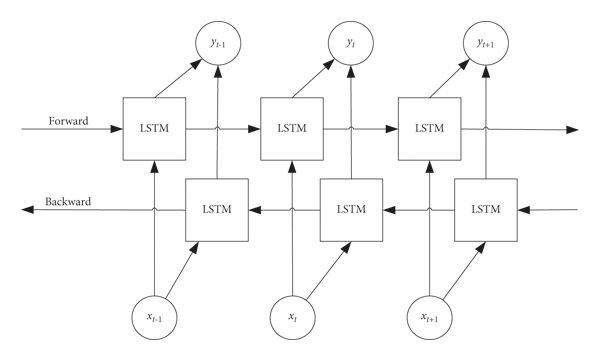 y_{t-1} y_t y_{t+1}
Forward LSTM LSTM LSTM
Backward LSTM LSTM LSTM
x_{t-1} x_t x_{t+1}